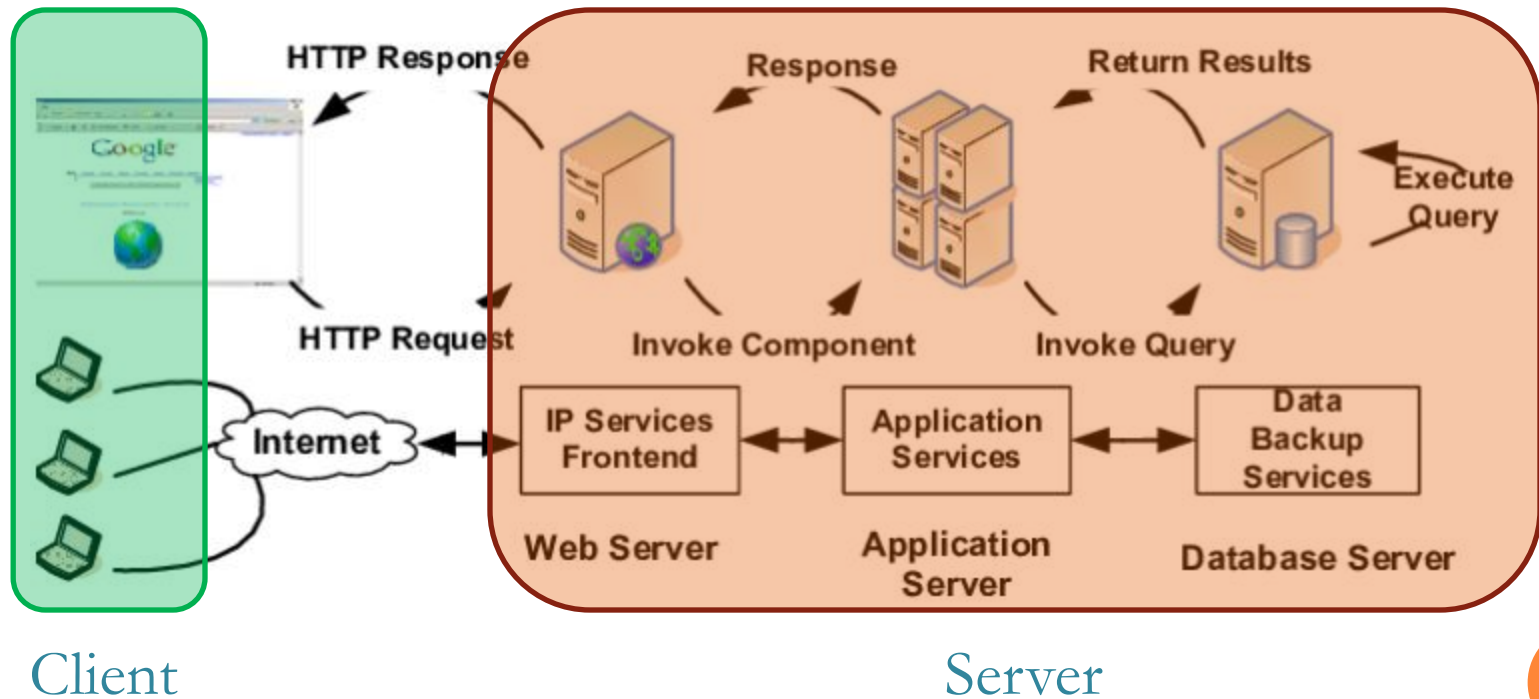 HTTP Response
Response
Return Results
Google
Execute
Query
HTTP Request
Invoke Component
Invoke Query
Internet
IP Services
Frontend
Application
Services
Data
Backup
Services
Web Server
Application
Server
Database Server
Client
Server